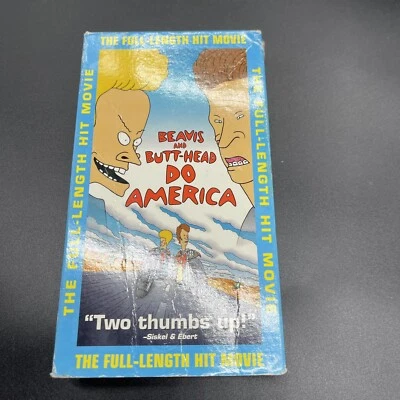 THE FULL-LENGTH HIT MOVIE
THE FULL-LENGTH HIT MOVIE
THE FULL-LENGTH HIT MOVIE
BEAVIS
AND
BUTT-HEAD
DO
AMERICA
"Two thumbs up!"
-Siskel & Ebert
THE FULL-LENGTH HIT MOVIE